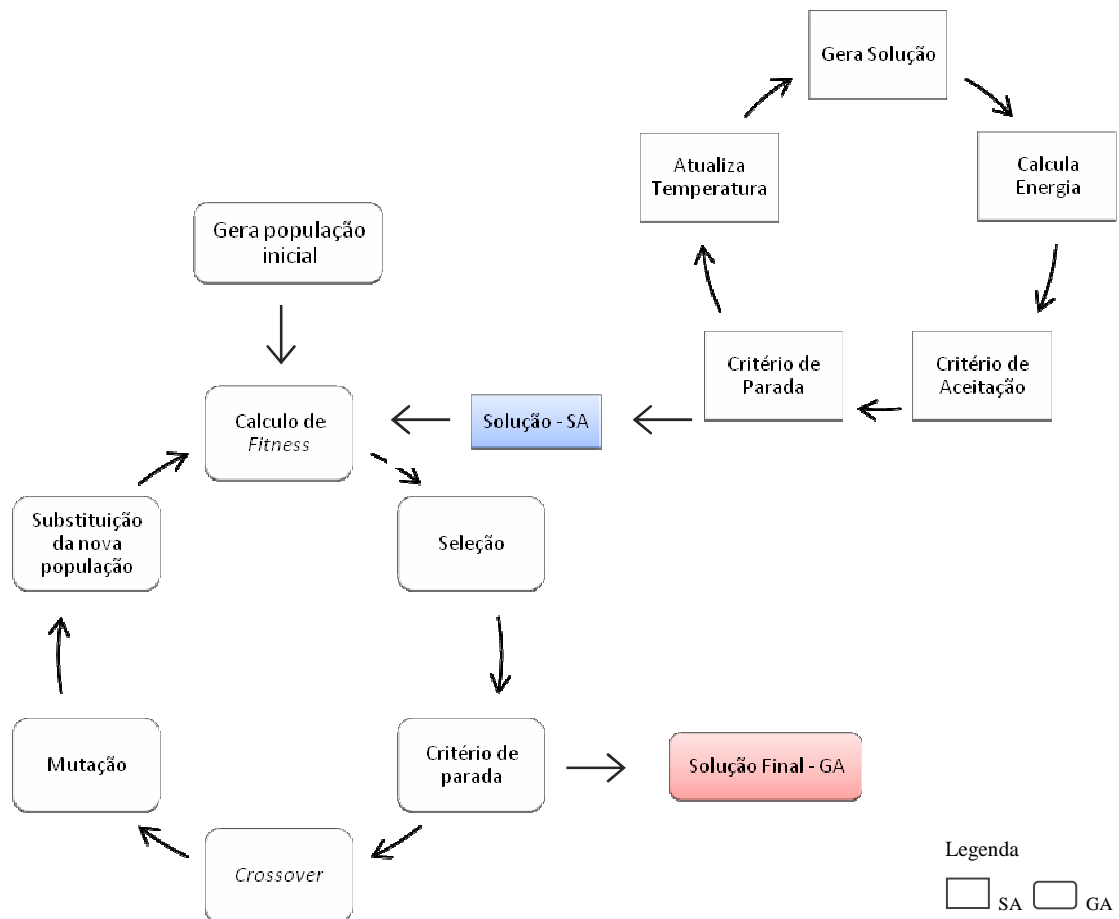 Gera Solução
Atualiza
Temperatura
Calcula
Energia
Gera população
inicial
Critério de
Parada
Critério de
Aceitação
Calculo de
Fitness
Solução - SA
Substituição
da nova
população
Seleção
Mutação
Critério de
parada
Solução Final - GA
Crossover
Legenda
SA GA